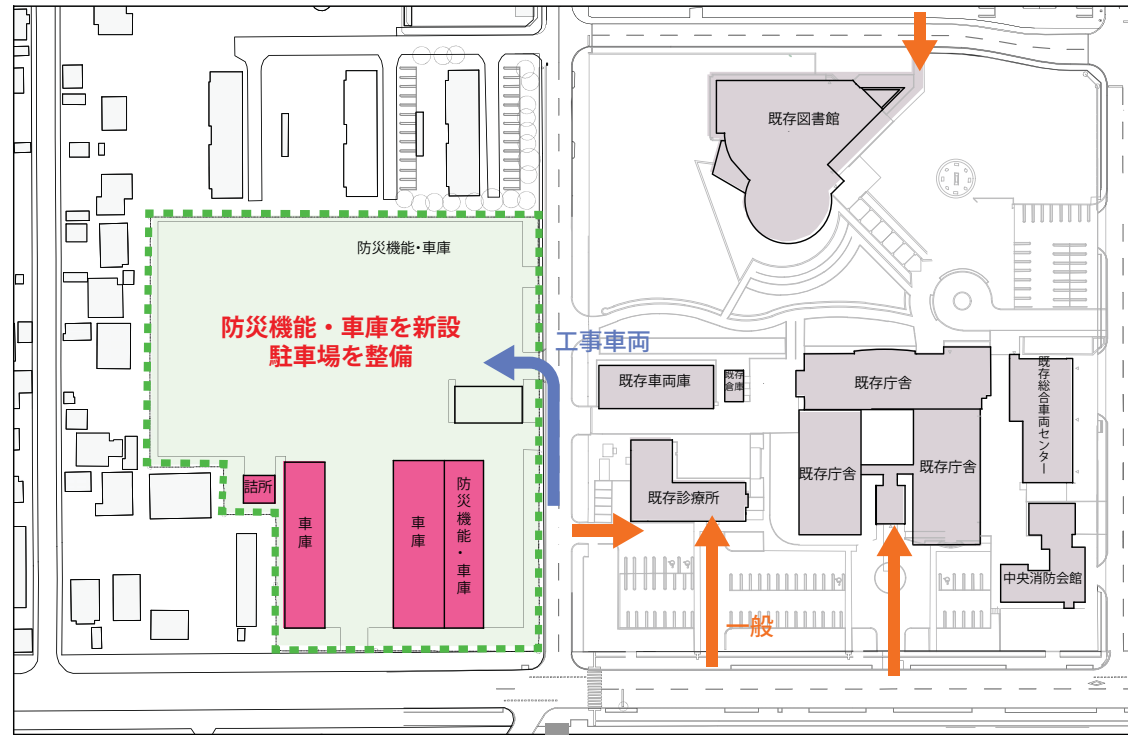 既存図書館
防災機能・車庫
防災機能・車庫を新設
駐車場を整備
工事車両
既存車両庫
既存
倉庫
既存庁舎
既存総合車両センター
既存診療所
既存庁舎
既存庁舎
詰所
車庫
車庫
防災機能・車庫
中央消防会館
一般